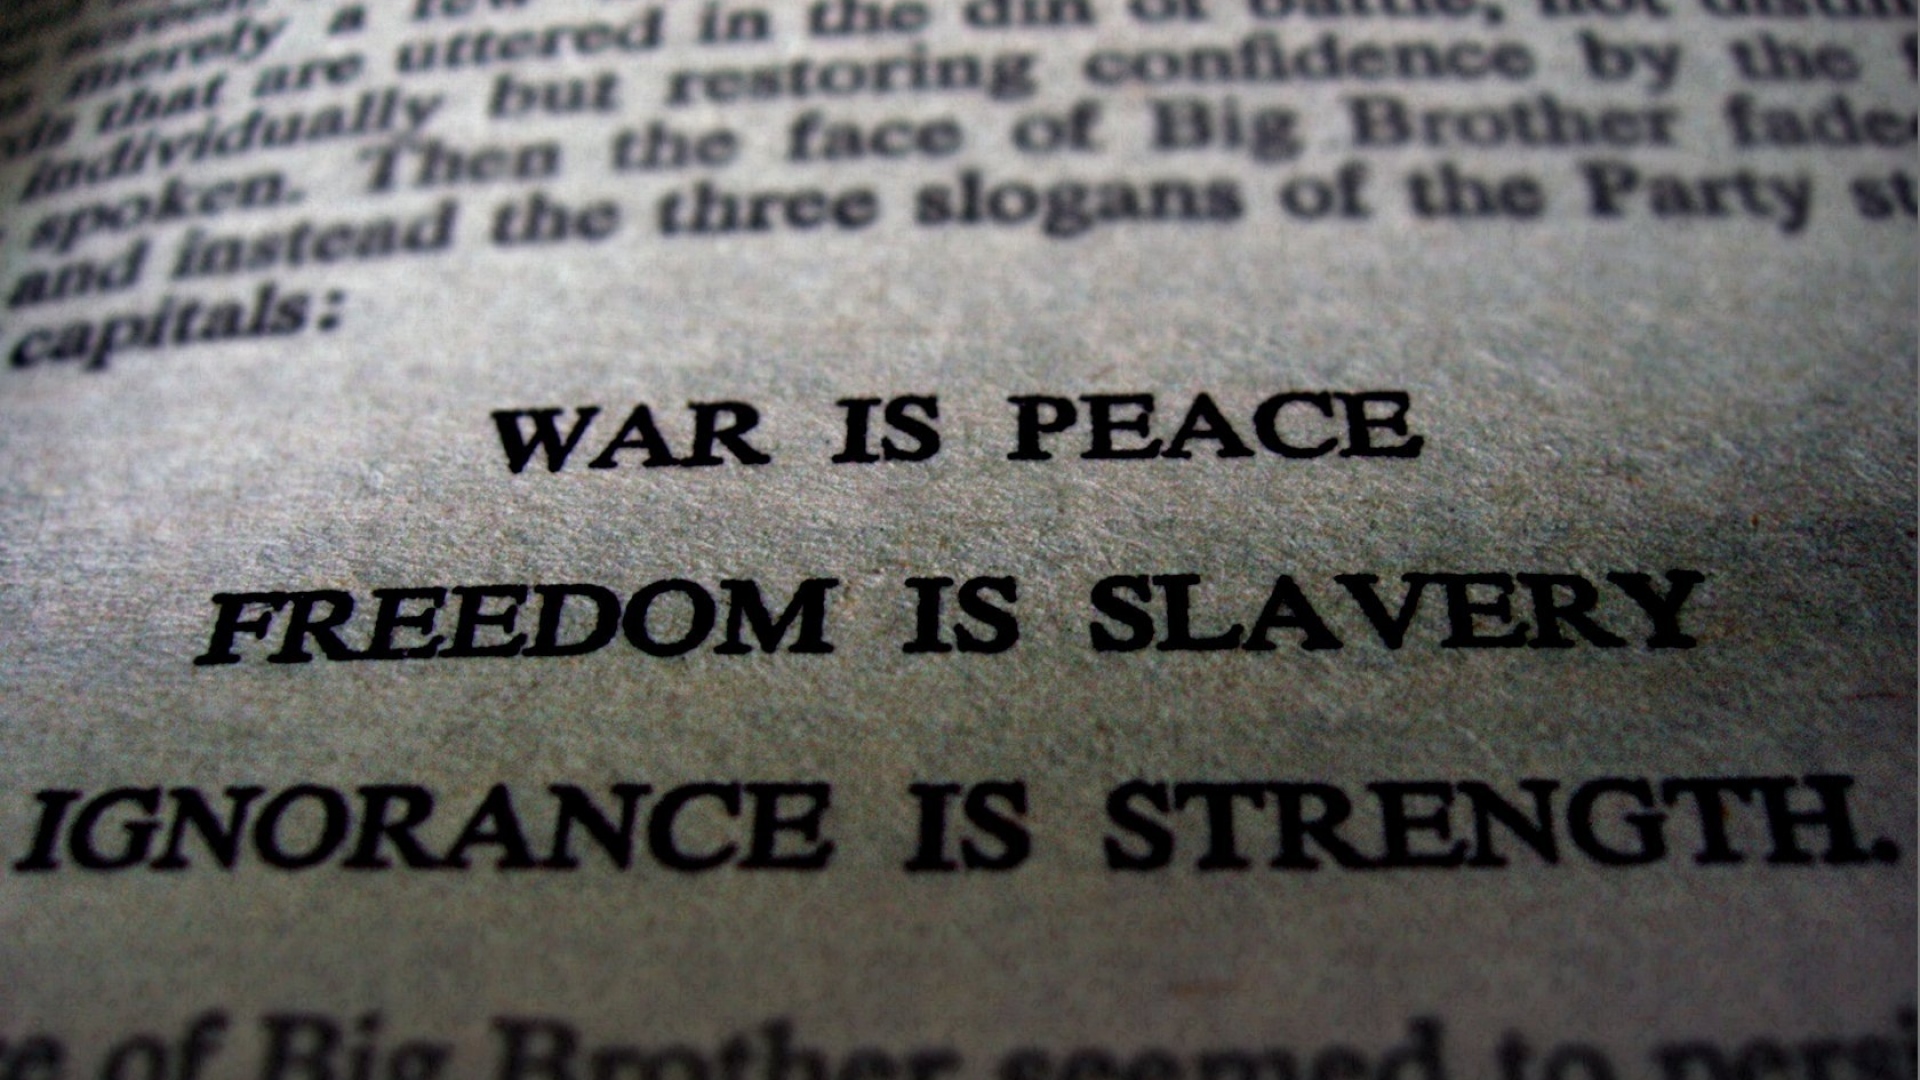 merely a few
that are uttered in the din of battle, not
individually but restoring confidence by the
spoken. Then the face of Big Brother
and instead the three slogans of the Party
capitals:
WAR IS PEACE
FREEDOM IS SLAVERY
IGNORANCE IS STRENGTH.
of Big Brother seemed to